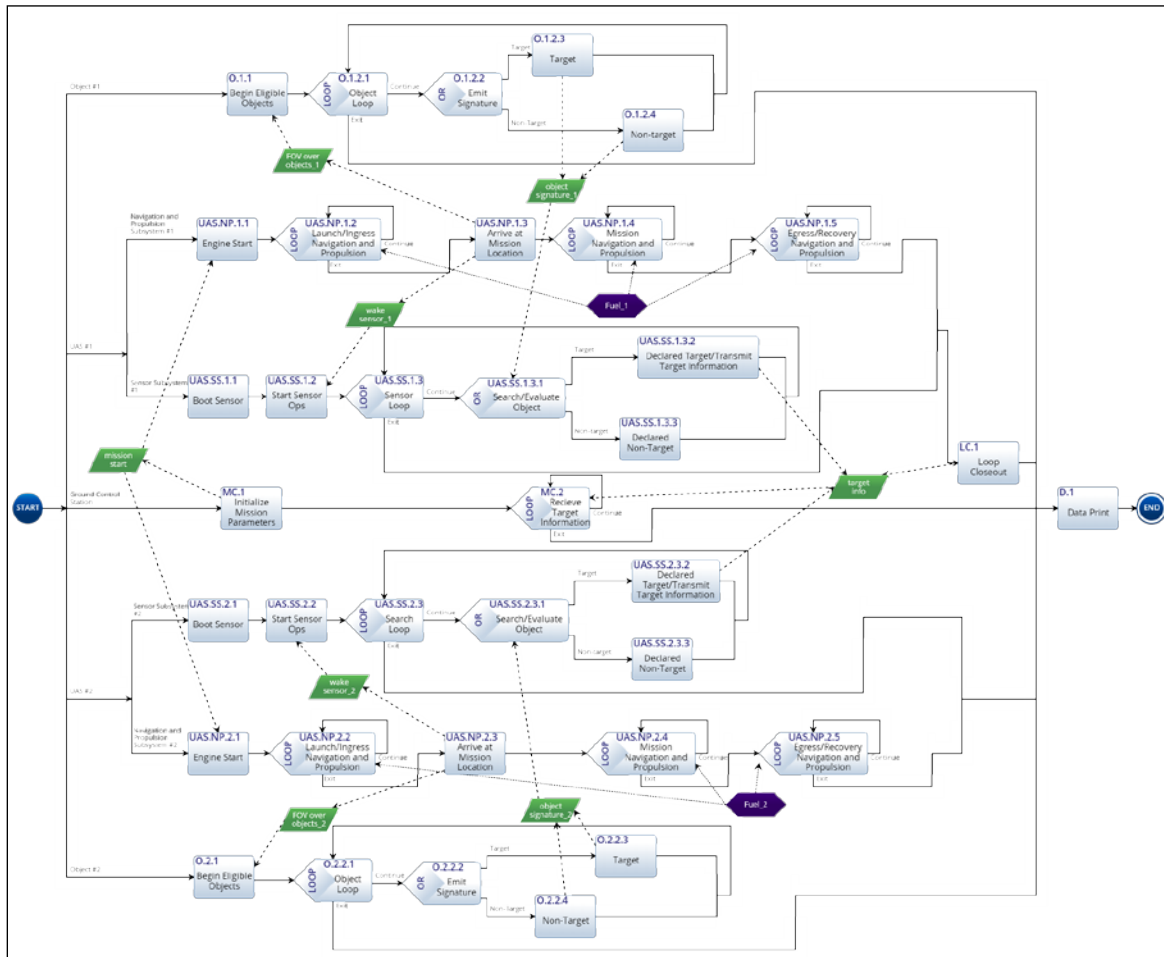 O.1.2.3
Target
Target
Object #1
O.1.1
Begin Eligible
Objects
O.1.2.1
LOOP
Object
Loop
Continue
Exit
O.1.2.2
OR
Emit
Signature
Non-Target
O.1.2.4
Non-target
FOV over
objects_1
object
signature_1
Navigation and
Propulsion
Subsystem #1
UAS.NP.1.1
Engine Start
UAS.NP.1.2
LOOP
Launch/Ingress
Navigation and
Propulsion
Continue
Exit
UAS.NP.1.3
Arrive at
Mission
Location
UAS.NP.1.4
LOOP
Mission
Navigation and
Propulsion
Continue
Exit
UAS.NP.1.5
LOOP
Egress/Recovery
Navigation and
Propulsion
Continue
Exit
Fuel_1
wake
sensor_1
UAS #1
Sensor Subsystem
#1
UAS.SS.1.1
Boot Sensor
UAS.SS.1.2
Start Sensor
Ops
UAS.SS.1.3
LOOP
Sensor
Loop
Continue
Exit
UAS.SS.1.3.1
OR
Search/Evaluate
Object
Target
UAS.SS.1.3.2
Declared Target/Transmit
Target Information
Non-target
UAS.SS.1.3.3
Declared
Non-Target
mission
start
LC.1
Loop
Closeout
target
info
START
Ground Control
Station
MC.1
Initialize
Mission
Parameters
MC.2
LOOP
Recieve
Target
Information
Continue
Exit
D.1
Data Print
END
Sensor Subsystem
#2
UAS.SS.2.1
Boot Sensor
UAS.SS.2.2
Start Sensor
Ops
UAS.SS.2.3
LOOP
Search
Loop
Continue
Exit
UAS.SS.2.3.1
OR
Search/Evaluate
Object
Target
UAS.SS.2.3.2
Declared
Target/Transmit
Target Information
Non-target
UAS.SS.2.3.3
Declared
Non-Target
wake
sensor_2
UAS #2
Navigation and
Propulsion
Subsystem #2
UAS.NP.2.1
Engine Start
UAS.NP.2.2
LOOP
Launch/Ingress
Navigation and
Propulsion
Continue
Exit
UAS.NP.2.3
Arrive at
Mission
Location
UAS.NP.2.4
LOOP
Mission
Navigation and
Propulsion
Continue
Exit
UAS.NP.2.5
LOOP
Egress/Recovery
Navigation and
Propulsion
Continue
Exit
Fuel_2
FOV over
objects_2
object
signature_2
Object #2
O.2.1
Begin Eligible
Objects
O.2.2.1
LOOP
Object
Loop
Continue
Exit
O.2.2.2
OR
Emit
Signature
Target
O.2.2.3
Target
Non-Target
O.2.2.4
Non-Target